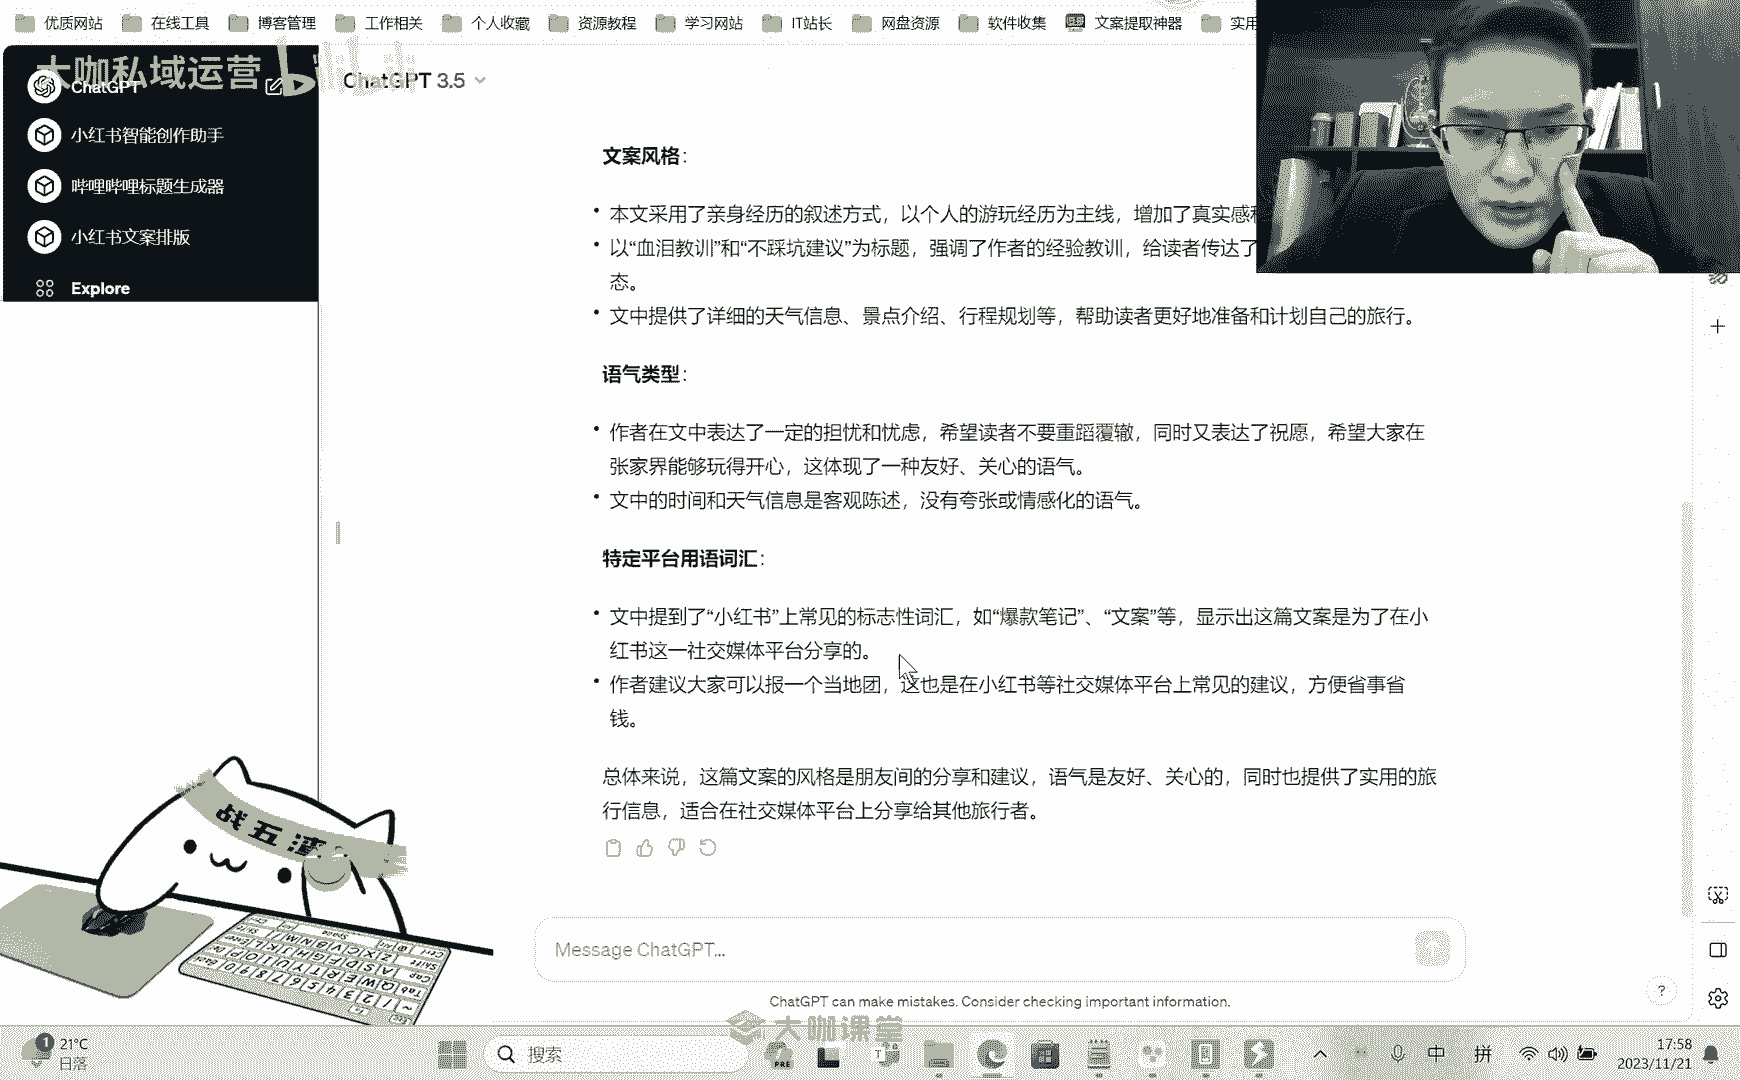 优质网站 在线工具 博客管理 工作相关 个人收藏 资源教程 学习网站 IT站长 网盘资源 软件收集 文案提取神器 实用
大咖私域运营
ChatGPT
ChatGPT 3.5
小红书智能创作助手
哔哩哔哩标题生成器
小红书文案排版
Explore
文案风格：
本文采用了亲身经历的叙述方式，以个人的游玩经历为主线，增加了真实感和
以“血泪教训”和“不踩坑建议”为标题，强调了作者的经验教训，给读者传达了
态。
文中提供了详细的天气信息、景点介绍、行程规划等，帮助读者更好地准备和计划自己的旅行。
语气类型：
作者在文中表达了一定的担忧和忧虑，希望读者不要重蹈覆辙，同时又表达了祝愿，希望大家在
张家界能够玩得开心，这体现了一种友好、关心的语气。
文中的时间和天气信息是客观陈述，没有夸张或情感化的语气。
特定平台用语词汇：
文中提到了“小红书”上常见的标志性词汇，如“爆款笔记”、“文案”等，显示出这篇文案是为了在小
红书这一社交媒体平台分享的。
作者建议大家可以报一个当地团，这也是在小红书等社交媒体平台上常见的建议，方便省事省
钱。
总体来说，这篇文案的风格是朋友间的分享和建议，语气是友好、关心的，同时也提供了实用的旅
行信息，适合在社交媒体平台上分享给其他旅行者。
战五渣
Message ChatGPT...
ChatGPT can make mistakes. Consider checking important information.
?
大咖课堂
1
21°C
日落
搜索
PRE
中
拼
17:58
2023/11/21